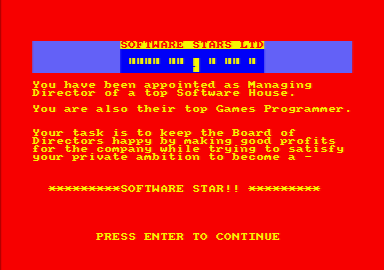 SOFTWARE STARS LTD
You have been appointed as Managing
Director of a top Software House.
You are also their top Games Programmer.
Your task is to keep the Board of
Directors happy by making good profits
for the company while trying to satisfy
your private ambition to become a -
*********SOFTWARE STAR!! *********
PRESS ENTER TO CONTINUE